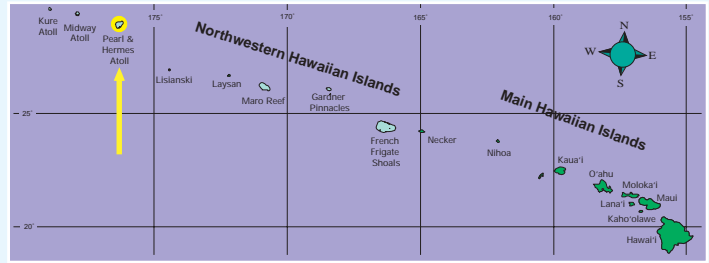 175˚
170˚
165˚
160˚
155˚
Kure
Atoll
Midway
Atoll
Pearl &
Hermes
Atoll
Northwestern Hawaiian Islands
N
W
E
S
Lisianski
Laysan
Maro Reef
Gardner
Pinnacles
Main Hawaiian Islands
25˚
French
Frigate
Shoals
Necker
Nihoa
Kaua'i
O'ahu
Moloka'i
Lana'i
Maui
Kaho'olawe
20˚
Hawai'i